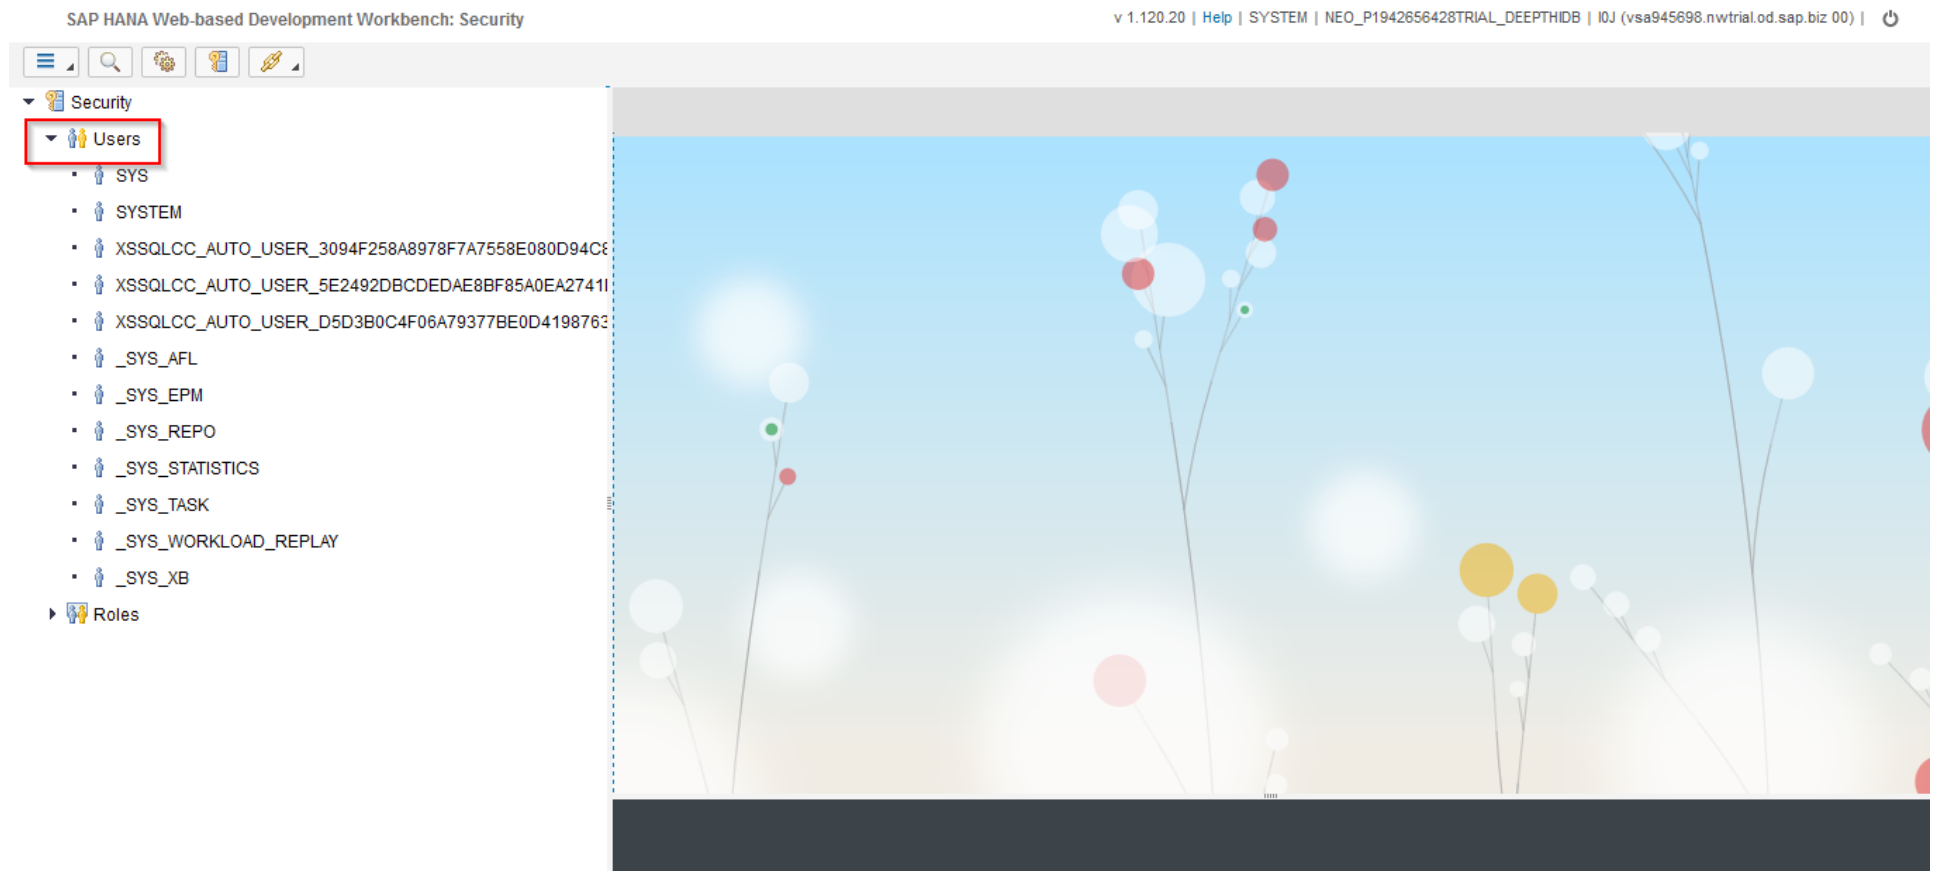 SAP HANA Web-based Development Workbench: Security
v 1.120.20 | Help | SYSTEM | NEO_P1942656428TRIAL_DEEPTHIDB | I0J (vsa945698.nwtrial.od.sap.biz 00) |
Security
Users
SYS
SYSTEM
XSSQLCC_AUTO_USER_3094F258A8978F7A7558E080D94C8
XSSQLCC_AUTO_USER_5E2492DBCDEDAE8BF85A0EA2741
XSSQLCC_AUTO_USER_D5D3B0C4F06A79377BE0D4198763
_SYS_AFL
_SYS_EPM
_SYS_REPO
_SYS_STATISTICS
_SYS_TASK
_SYS_WORKLOAD_REPLAY
_SYS_XB
Roles